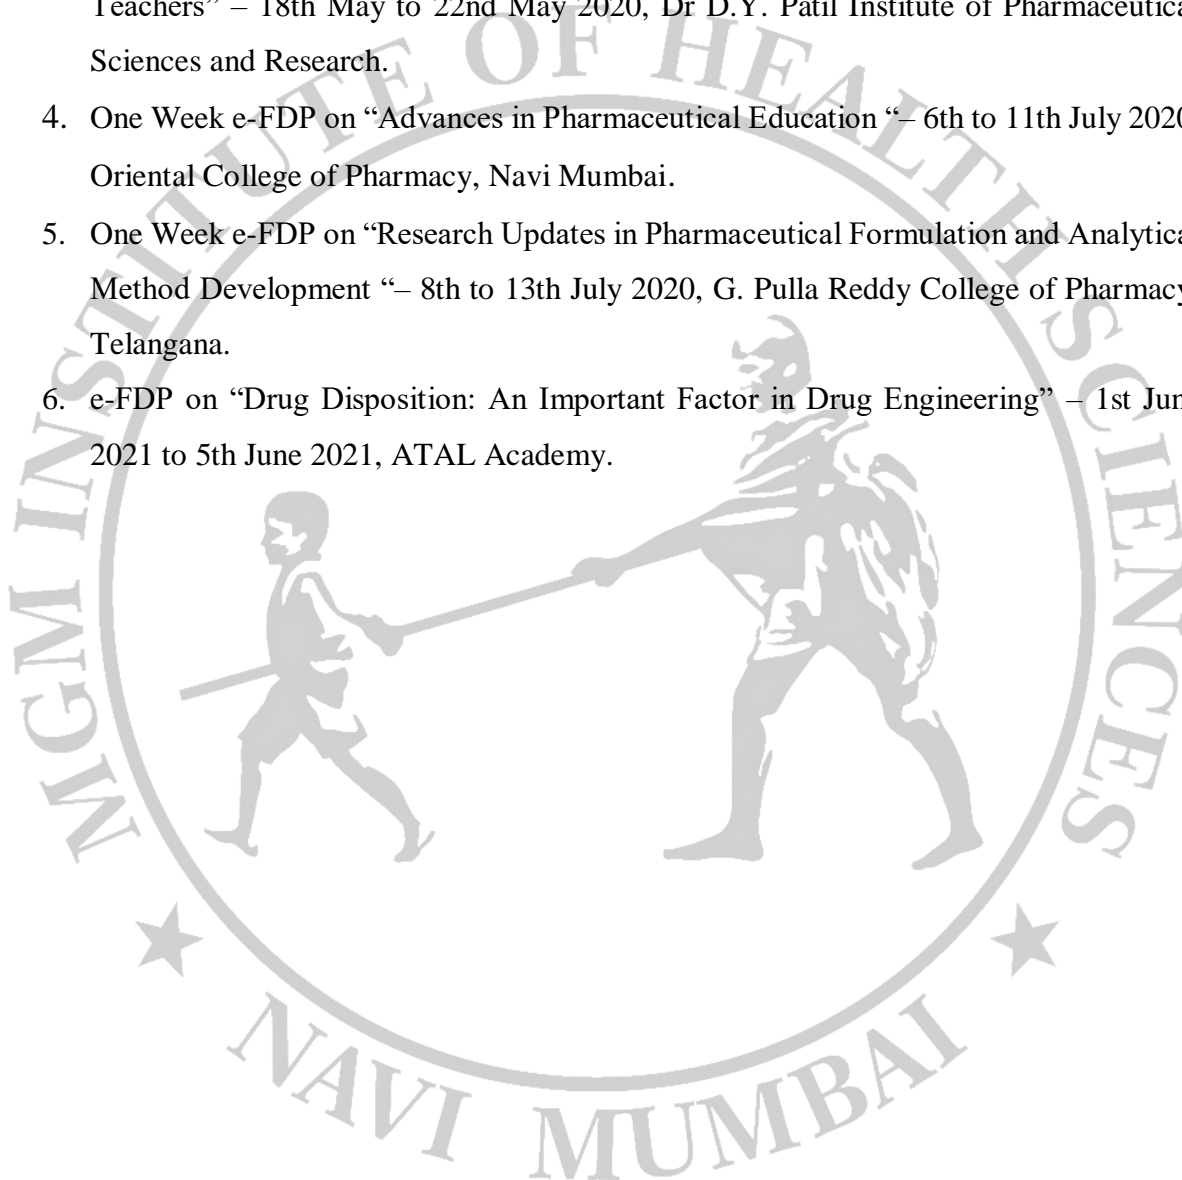 Teachers” – 18th May to 22nd May 2020, Dr D.Y. Patil Institute of Pharmaceutica
Sciences and Research.
4. One Week e-FDP on “Advances in Pharmaceutical Education “– 6th to 11th July 2020
Oriental College of Pharmacy, Navi Mumbai.
5. One Week e-FDP on “Research Updates in Pharmaceutical Formulation and Analytica
Method Development “– 8th to 13th July 2020, G. Pulla Reddy College of Pharmacy
Telangana.
6. e-FDP on “Drug Disposition: An Important Factor in Drug Engineering” – 1st Jun
2021 to 5th June 2021, ATAL Academy.
MGM INSTITUTE OF HEALTH SCIENCES
NAVI MUMBAI